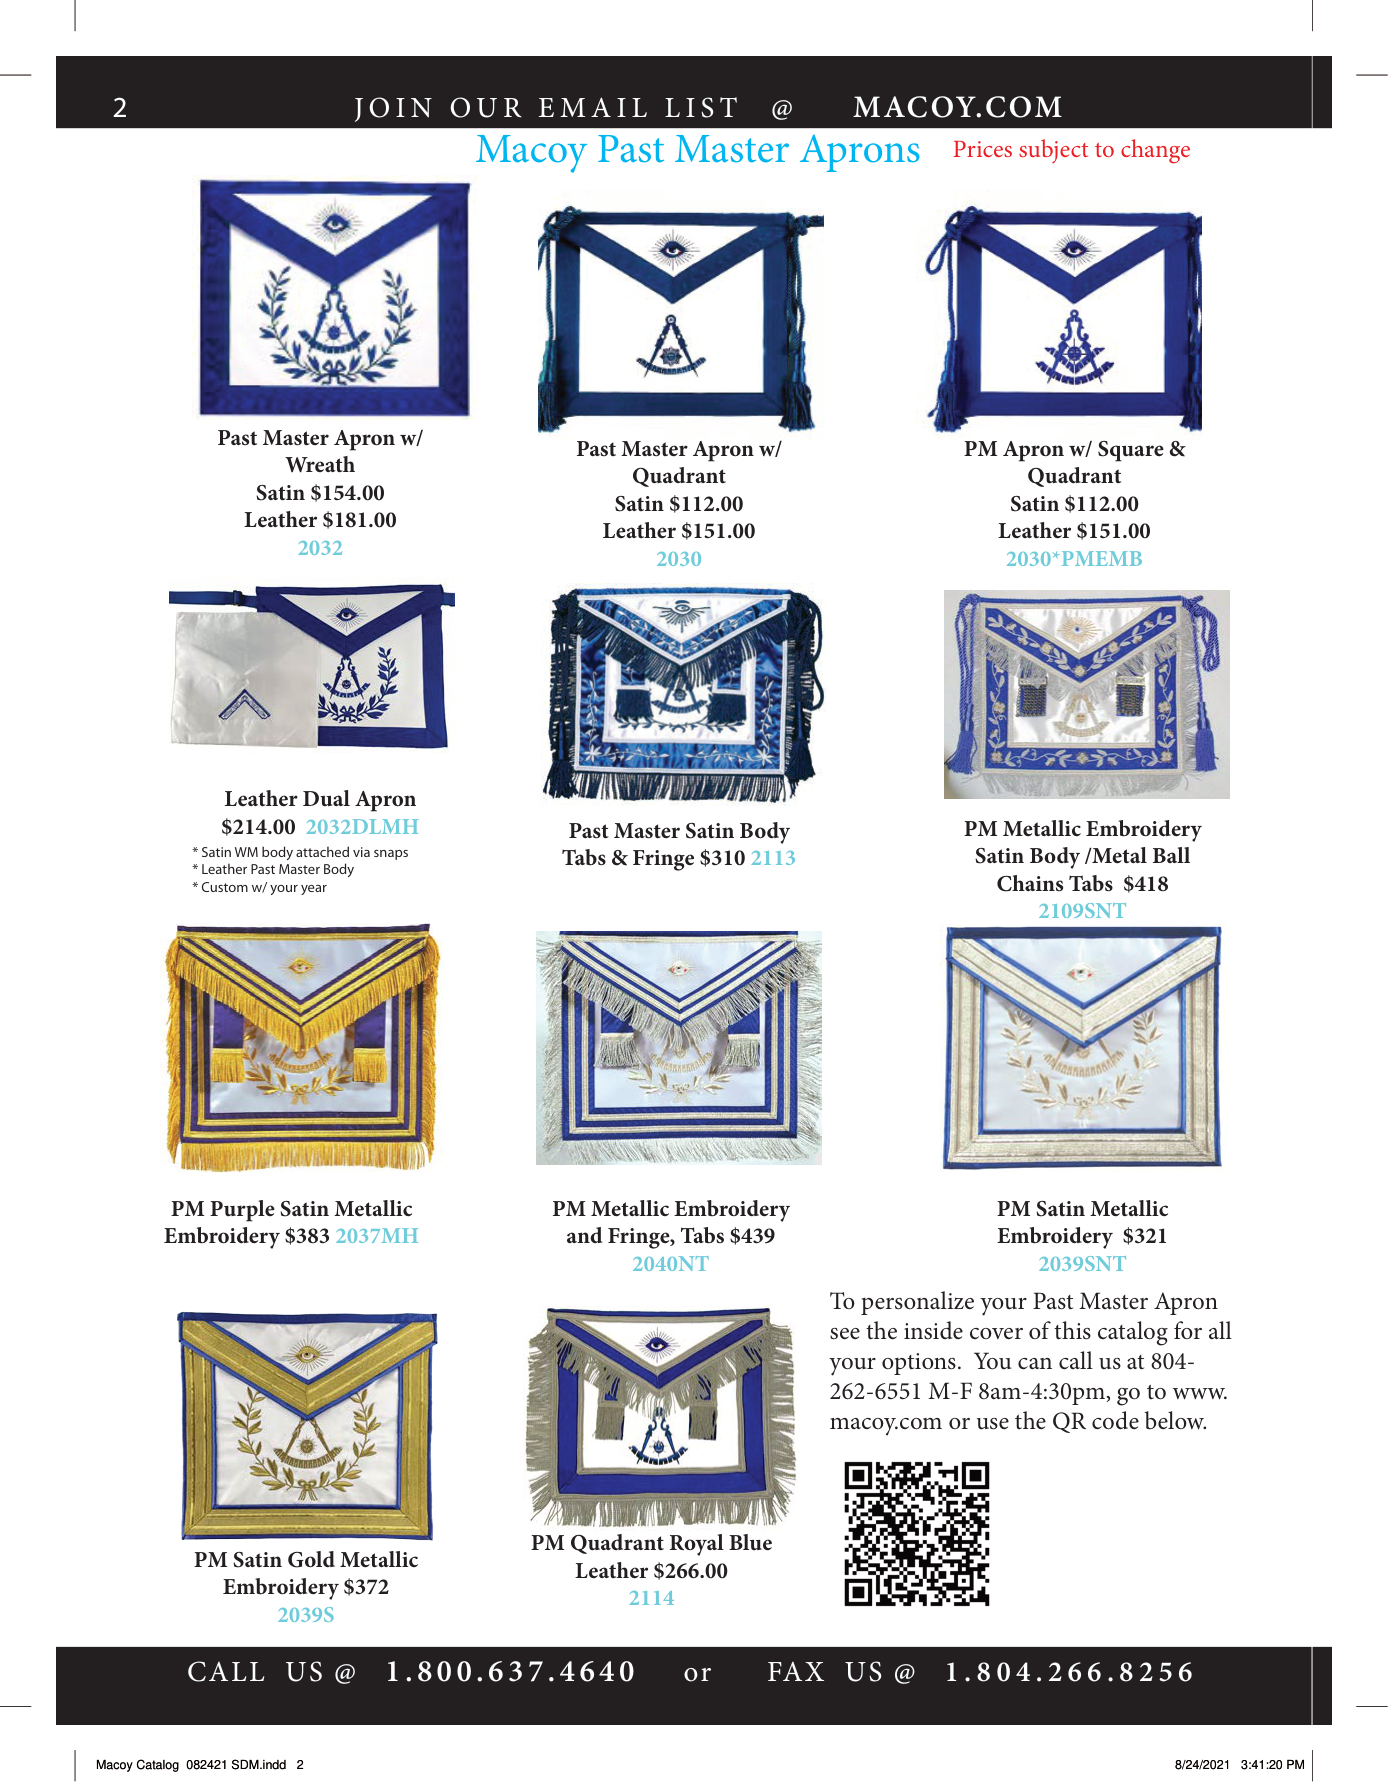 2
JOIN OUR EMAIL LIST @ MACOY.COM
Macoy Past Master Aprons
Prices subject to change
Past Master Apron w/
Wreath
Satin $154.00
Leather $181.00
2032
Past Master Apron w/
Quadrant
Satin $112.00
Leather $151.00
2030
PM Apron w/ Square &
Quadrant
Satin $112.00
Leather $151.00
2030*PMEMB
Leather Dual Apron
$214.00 2032DLMH
* Satin WM body attached via snaps
* Leather Past Master Body
* Custom w/ your year
Past Master Satin Body
Tabs & Fringe $310 2113
PM Metallic Embroidery
Satin Body /Metal Ball
Chains Tabs $418
2109SNT
PM Purple Satin Metallic
Embroidery $383 2037MH
PM Metallic Embroidery
and Fringe, Tabs $439
2040NT
PM Satin Metallic
Embroidery $321
2039SNT
PM Satin Gold Metallic
Embroidery $372
2039S
PM Quadrant Royal Blue
Leather $266.00
2114
To personalize your Past Master Apron
see the inside cover of this catalog for all
your options. You can call us at 804-
262-6551 M-F 8am-4:30pm, go to www.
macoy.com or use the QR code below.
CALL US @ 1.800.637.4640 or FAX US @ 1.804.266.8256
Macoy Catalog 082421 SDM.indd 2
8/24/2021 3:41:20 PM